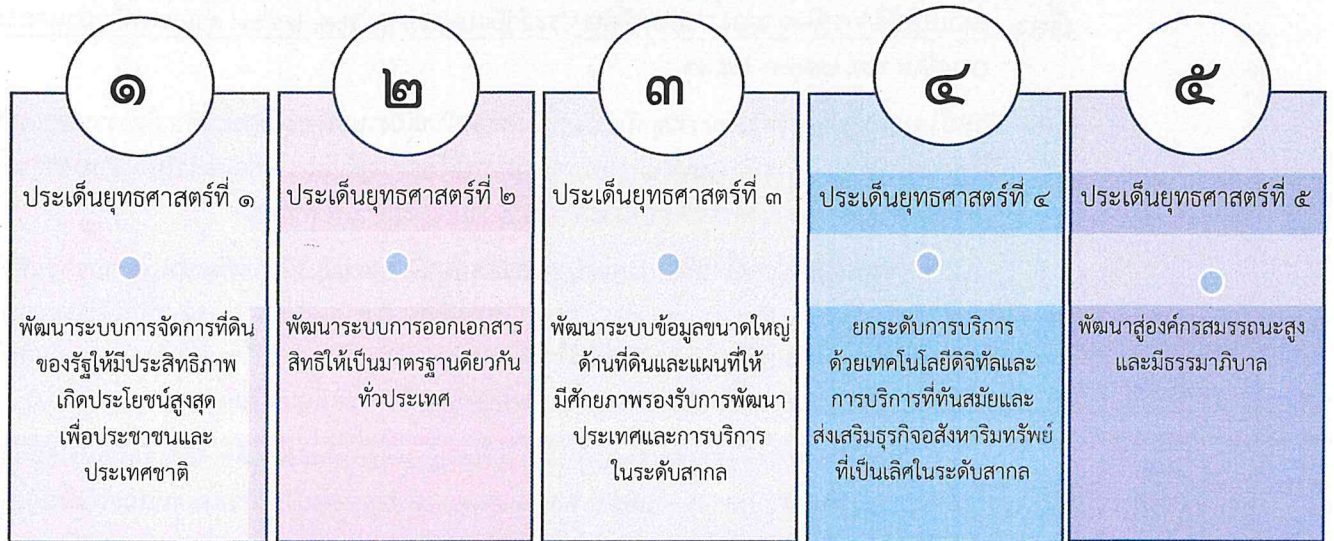 ๑
ประเด็นยุทธศาสตร์ที่ ๑
พัฒนาระบบการจัดการที่ดิน
ของรัฐให้มีประสิทธิภาพ
เกิดประโยชน์สูงสุด
เพื่อประชาชนและ
ประเทศชาติ
๒
ประเด็นยุทธศาสตร์ที่ ๒
พัฒนาระบบการออกเอกสาร
สิทธิให้เป็นมาตรฐานเดียวกัน
ทั่วประเทศ
๓
ประเด็นยุทธศาสตร์ที่ ๓
พัฒนาระบบข้อมูลขนาดใหญ่
ด้านที่ดินและแผนที่ให้
มีศักยภาพรองรับการพัฒนา
ประเทศและการบริการ
ในระดับสากล
๔
ประเด็นยุทธศาสตร์ที่ ๔
ยกระดับการบริการ
ด้วยเทคโนโลยีดิจิทัลและ
การบริการที่ทันสมัยและ
ส่งเสริมธุรกิจอสังหาริมทรัพย์
ที่เป็นเลิศในระดับสากล
๕
ประเด็นยุทธศาสตร์ที่ ๕
พัฒนาสู่องค์กรสมรรถนะสูง
และมีธรรมาภิบาล